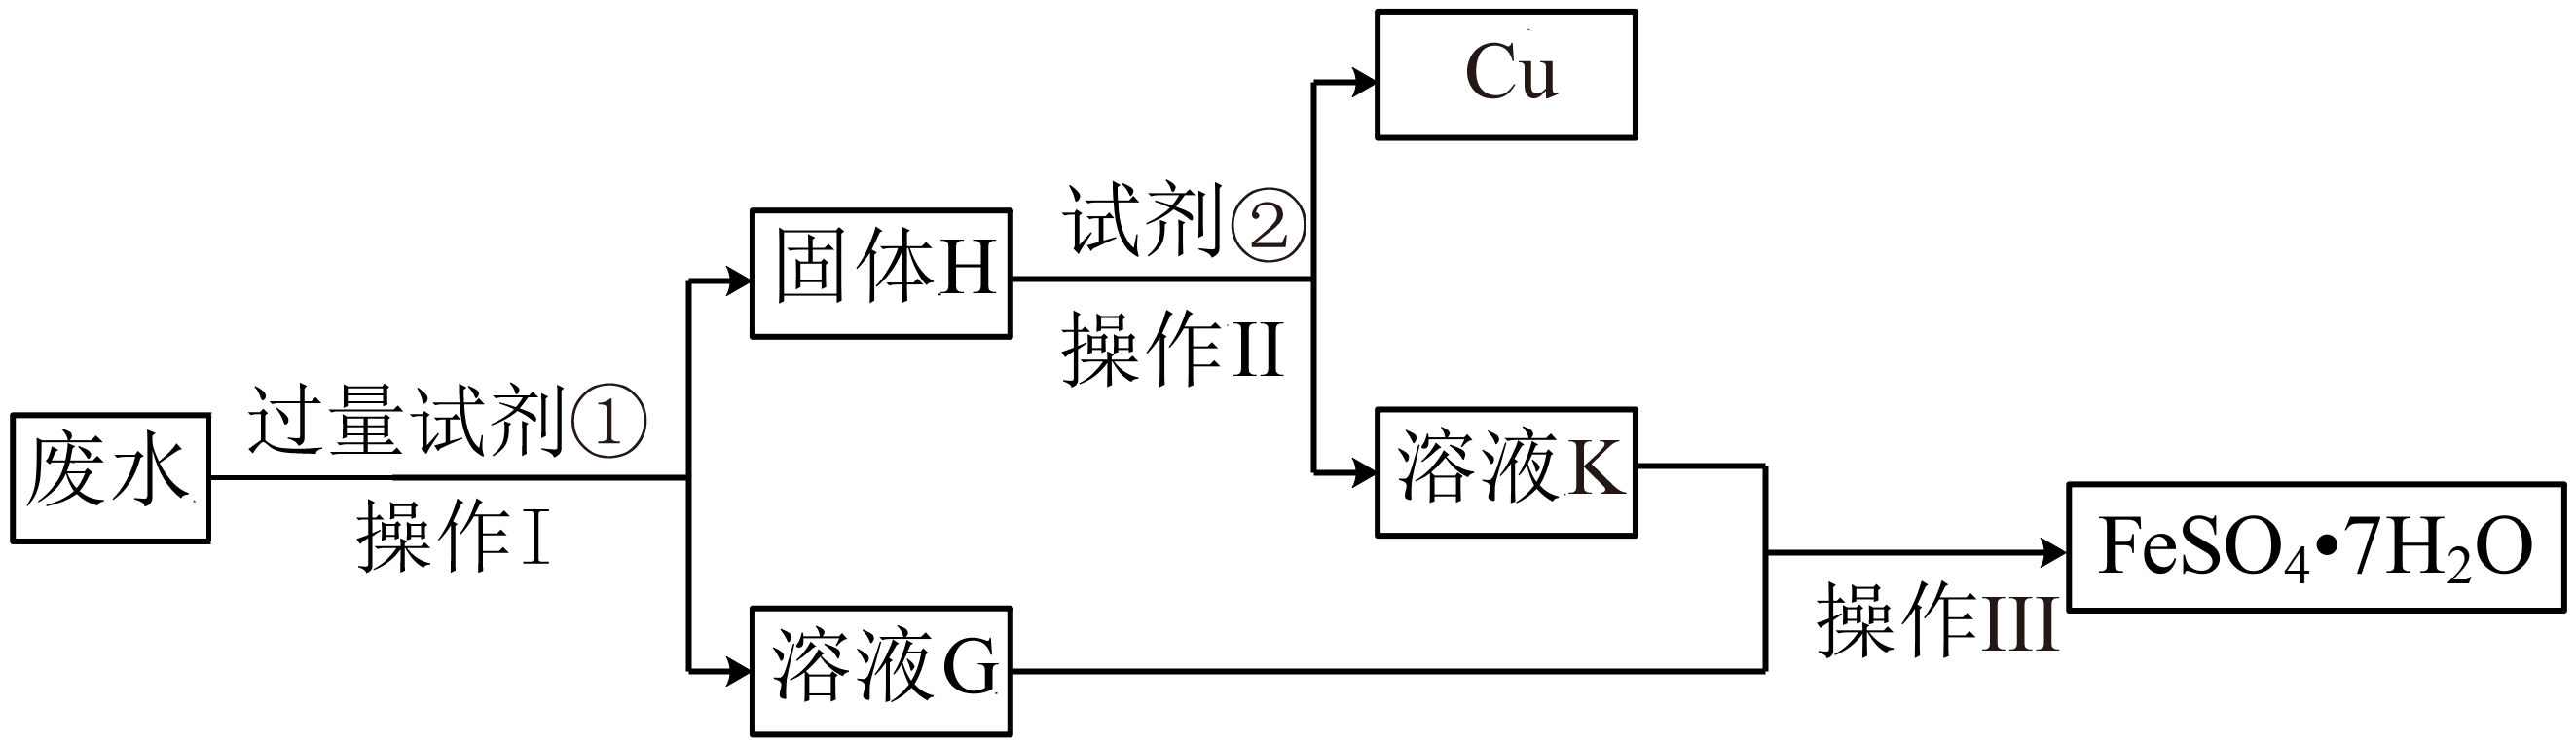 废水
过量试剂①
操作I
固体H
溶液G
试剂②
操作II
Cu
溶液K
操作III
FeSO₄•7H₂O